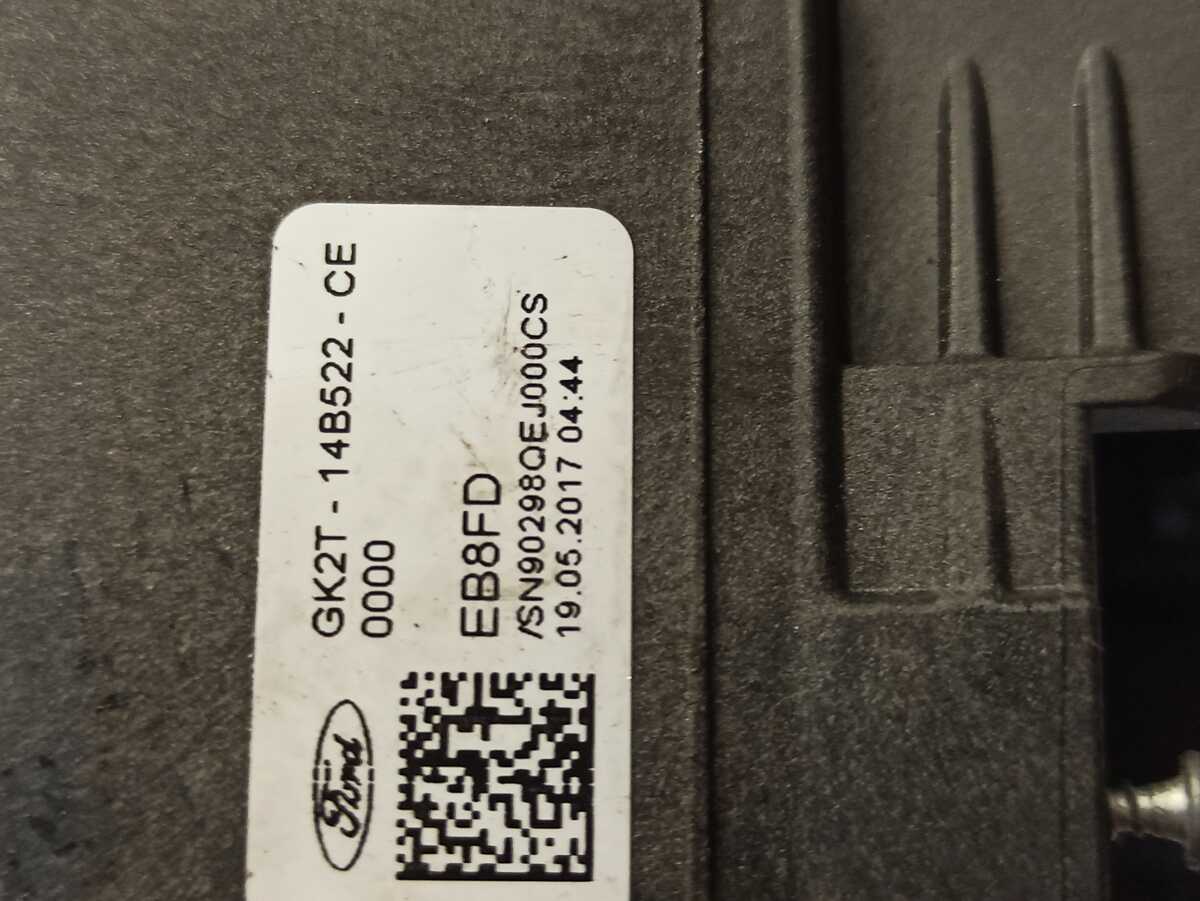 Ford
GK2T - 14B522 - CE
0000
EB8FD
/SN90298QEJ000CS
19.05.2017 04:44